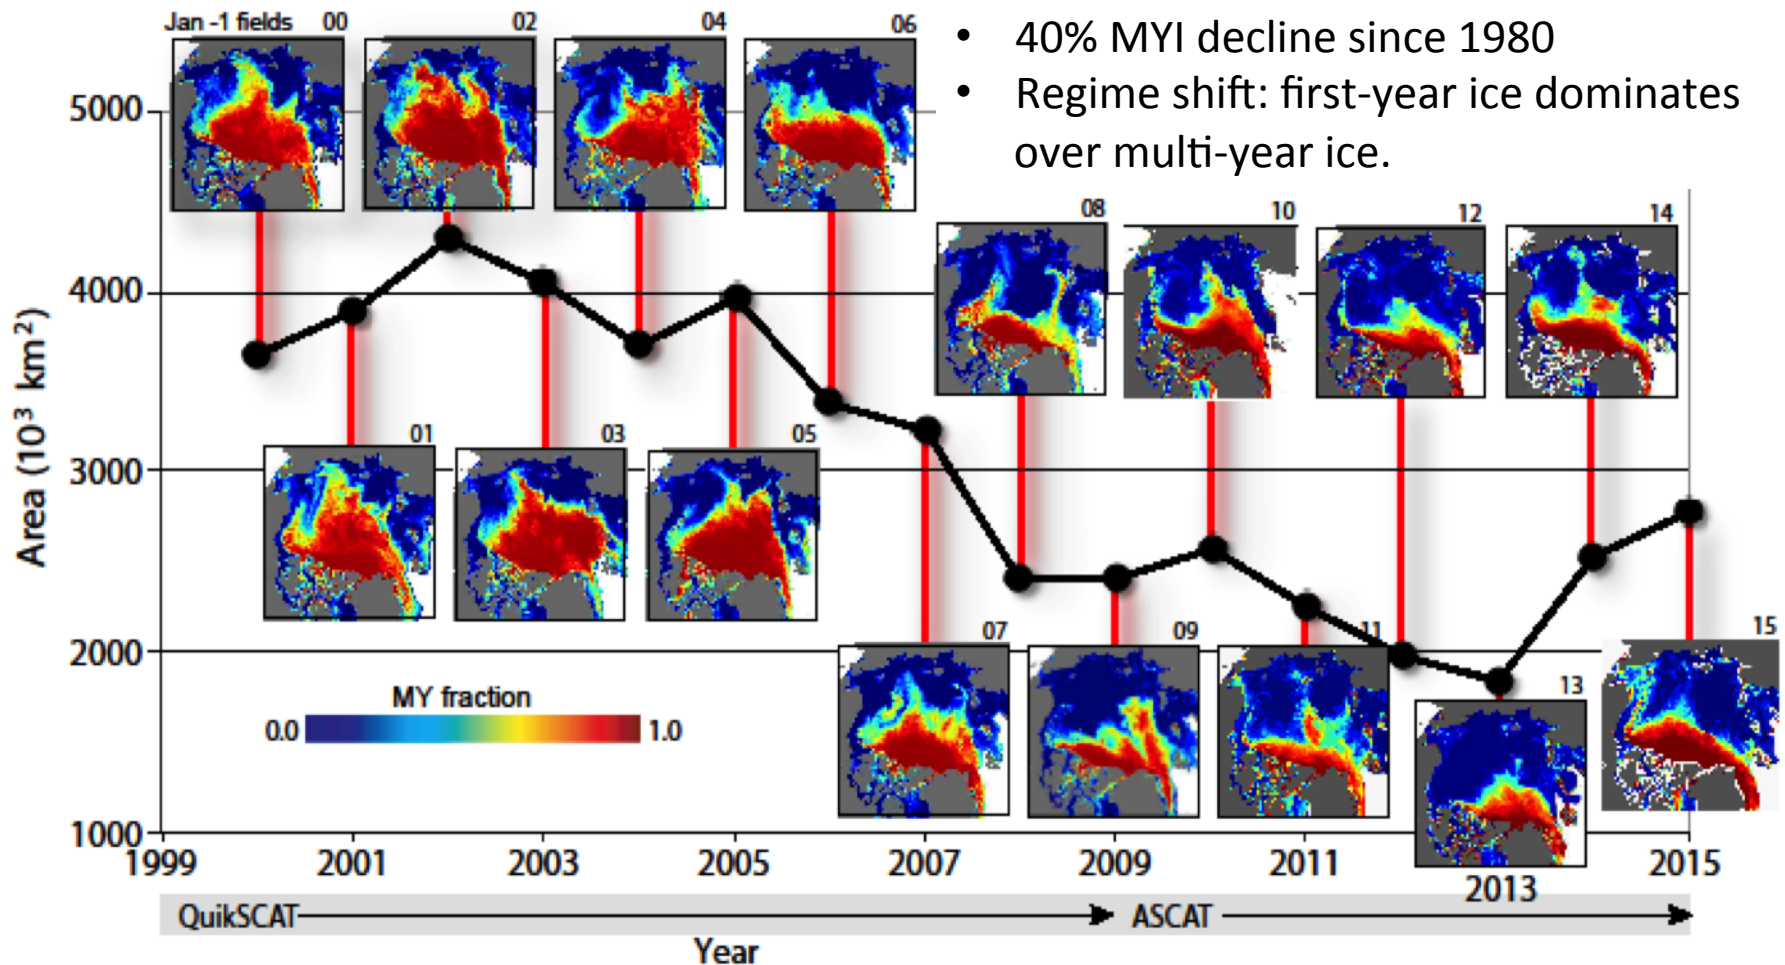 Jan -1 fields 00 02 04 06
• 40% MYI decline since 1980
• Regime shift: first-year ice dominates
over multi-year ice.
5000
08 10 12 14
4000
01 03 05
3000
07 09 11 15
2000
13
MY fraction
0.0 1.0
1000
Area (10³ km²)
1999 2001 2003 2005 2007 2009 2011 2013 2015
QuikSCAT ASCAT
Year